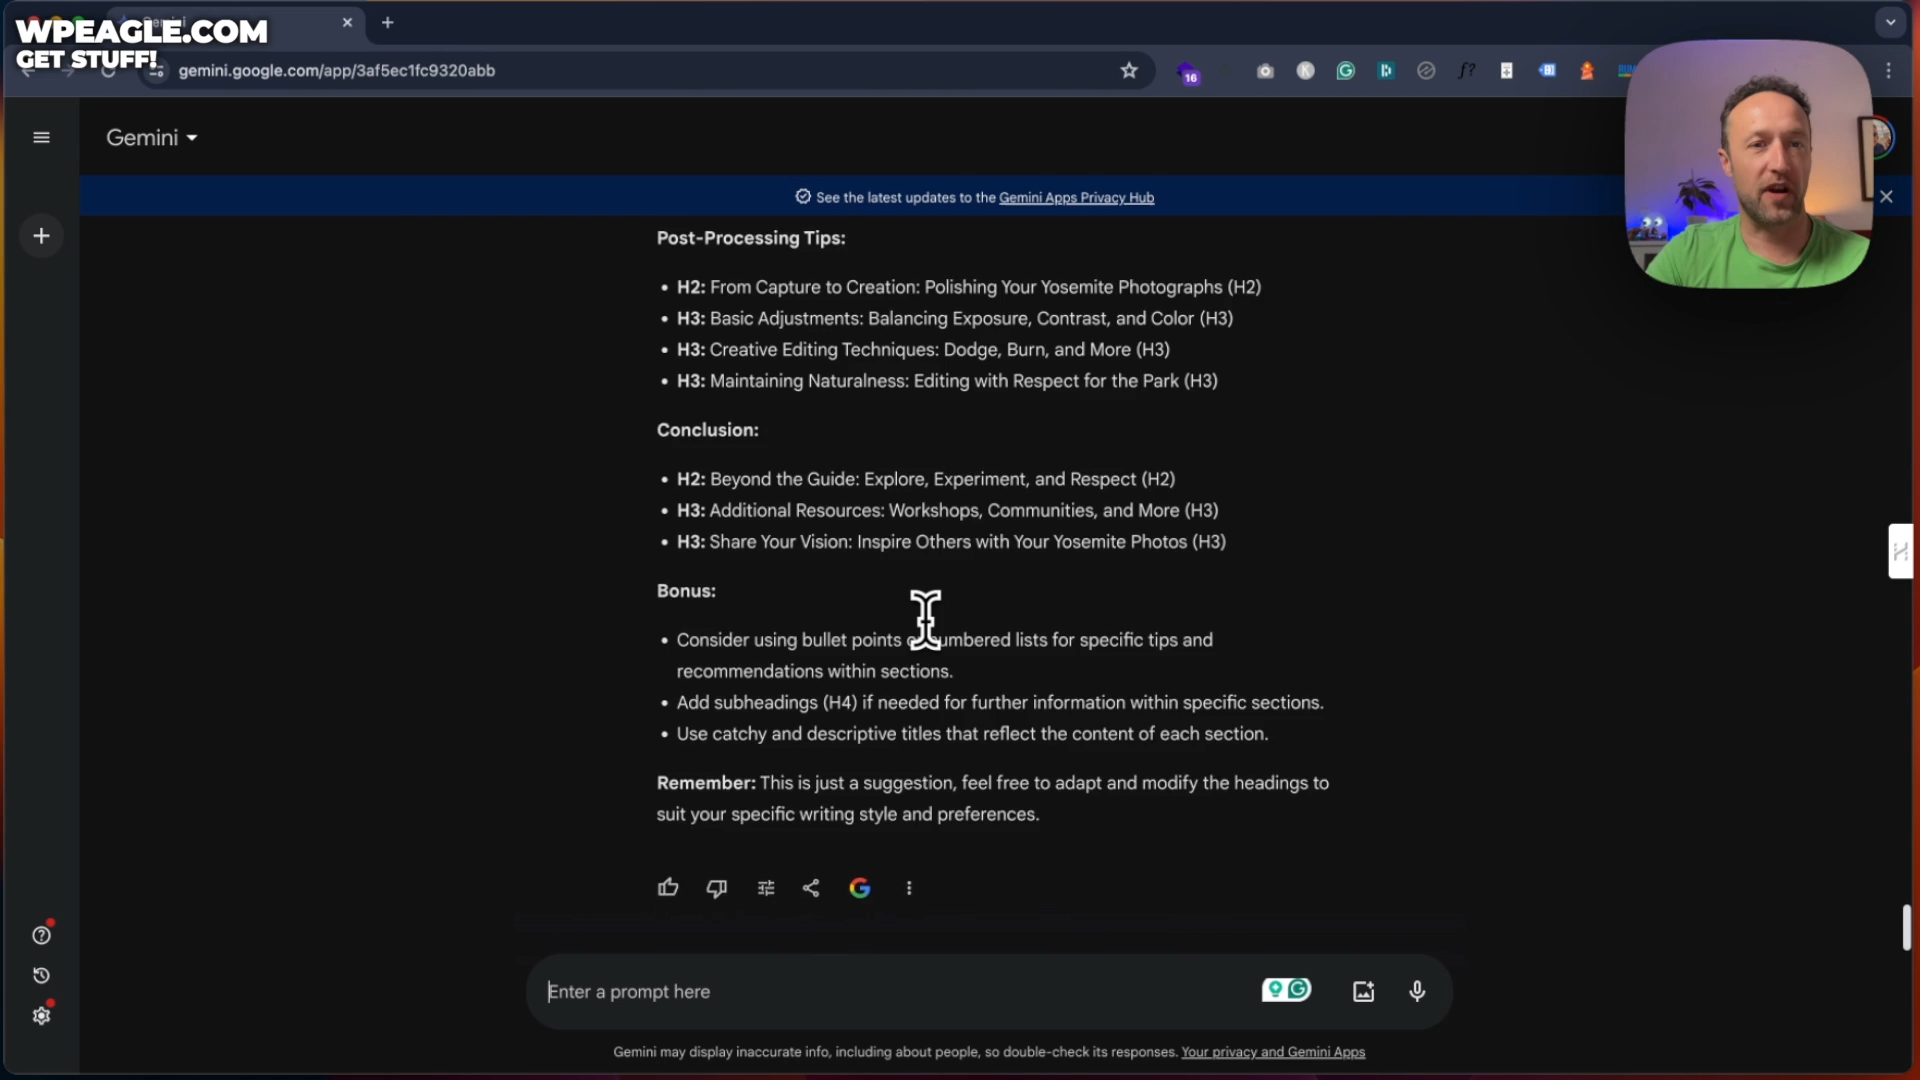 WPEAGLE.COM
GET STUFF!
gemini.google.com/app/3af5ec1fc9320abb
16
Gemini
See the latest updates to the Gemini Apps Privacy Hub
Post-Processing Tips:
• H2: From Capture to Creation: Polishing Your Yosemite Photographs (H2)
• H3: Basic Adjustments: Balancing Exposure, Contrast, and Color (H3)
• H3: Creative Editing Techniques: Dodge, Burn, and More (H3)
• H3: Maintaining Naturalness: Editing with Respect for the Park (H3)
Conclusion:
• H2: Beyond the Guide: Explore, Experiment, and Respect (H2)
• H3: Additional Resources: Workshops, Communities, and More (H3)
• H3: Share Your Vision: Inspire Others with Your Yosemite Photos (H3)
Bonus:
• Consider using bullet points lists for specific tips and
recommendations within sections.
• Add subheadings (H4) if needed for further information within specific sections.
• Use catchy and descriptive titles that reflect the content of each section.
Remember: This is just a suggestion, feel free to adapt and modify the headings to
suit your specific writing style and preferences.
Enter a prompt here
Gemini may display inaccurate info, including about people, so double-check its responses. Your privacy and Gemini Apps